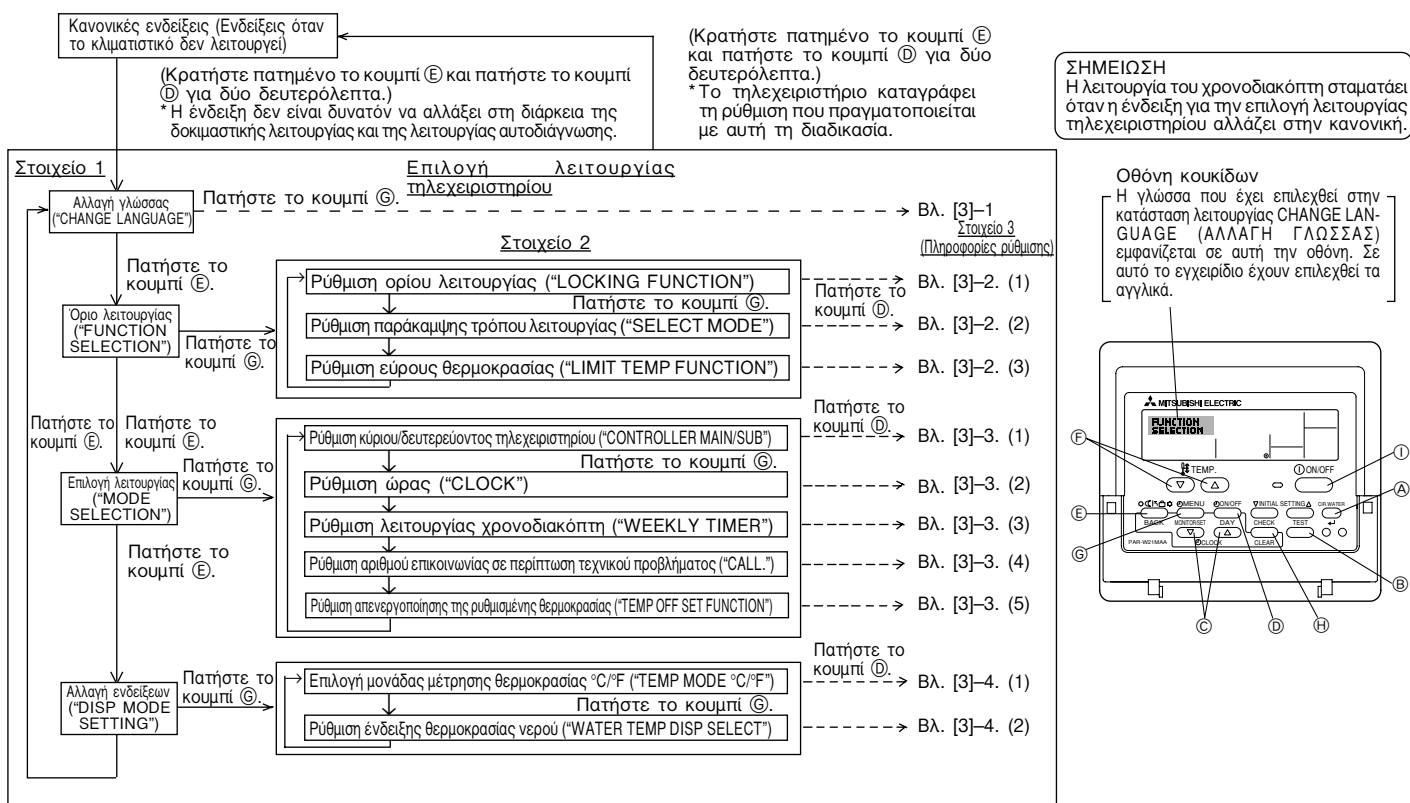 Κανονικές ενδείξεις (Ενδείξεις όταν
το κλιματιστικό δεν λειτουργεί)
(Κρατήστε πατημένο το κουμπί Ⓔ και πατήστε το κουμπί
Ⓓ για δύο δευτερόλεπτα.)
* Η ένδειξη δεν είναι δυνατόν να αλλάξει στη διάρκεια της
δοκιμαστικής λειτουργίας και της λειτουργίας αυτοδιάγνωσης.
(Κρατήστε πατημένο το κουμπί Ⓔ
και πατήστε το κουμπί Ⓓ για δύο
δευτερόλεπτα.)
* Το τηλεχειριστήριο καταγράφει
τη ρύθμιση που πραγματοποιείται
με αυτή τη διαδικασία.
ΣΗΜΕΙΩΣΗ
Η λειτουργία του χρονοδιακόπτη σταματάει
όταν η ένδειξη για την επιλογή λειτουργίας
τηλεχειριστηρίου αλλάζει στην κανονική.
Στοιχείο 1
Επιλογή λειτουργίας
τηλεχειριστηρίου
Αλλαγή γλώσσας
(“CHANGE LANGUAGE”)
Πατήστε το κουμπί Ⓖ.
Βλ. [3]–1
Στοιχείο 2
Στοιχείο 3
(Πληροφορίες ρύθμισης)
Πατήστε το
κουμπί Ⓔ.
Όριο λειτουργίας
(“FUNCTION
SELECTION”)
Πατήστε το
κουμπί Ⓖ.
Ρύθμιση ορίου λειτουργίας (“LOCKING FUNCTION”)
Πατήστε το κουμπί Ⓖ.
Ρύθμιση παράκαμψης τρόπου λειτουργίας (“SELECT MODE”)
Ρύθμιση εύρους θερμοκρασίας (“LIMIT TEMP FUNCTION”)
Πατήστε το
κουμπί Ⓓ.
Βλ. [3]–2. (1)
Βλ. [3]–2. (2)
Βλ. [3]–2. (3)
Πατήστε το
κουμπί Ⓔ.
Πατήστε το
κουμπί Ⓔ.
Επιλογή λειτουργίας
(“MODE
SELECTION”)
Πατήστε το
κουμπί Ⓖ.
Ρύθμιση κύριου/δευτερεύοντος τηλεχειριστηρίου (“CONTROLLER MAIN/SUB”)
Πατήστε το κουμπί Ⓖ.
Ρύθμιση ώρας (“CLOCK”)
Ρύθμιση λειτουργίας χρονοδιακόπτη (“WEEKLY TIMER”)
Ρύθμιση αριθμού επικοινωνίας σε περίπτωση τεχνικού προβλήματος (“CALL.”)
Ρύθμιση απενεργοποίησης της ρυθμισμένης θερμοκρασίας (“TEMP OFF SET FUNCTION”)
Πατήστε το
κουμπί Ⓓ.
Βλ. [3]–3. (1)
Βλ. [3]–3. (2)
Βλ. [3]–3. (3)
Βλ. [3]–3. (4)
Βλ. [3]–3. (5)
Πατήστε το
κουμπί Ⓔ.
Αλλαγή ενδείξεων
(“DISP MODE
SETTING”)
Πατήστε το
κουμπί Ⓖ.
Επιλογή μονάδας μέτρησης θερμοκρασίας °C/°F (“TEMP MODE °C/°F”)
Πατήστε το κουμπί Ⓖ.
Ρύθμιση ένδειξης θερμοκρασίας νερού (“WATER TEMP DISP SELECT”)
Πατήστε το
κουμπί Ⓓ.
Βλ. [3]–4. (1)
Βλ. [3]–4. (2)
Οθόνη κουκίδων
Η γλώσσα που έχει επιλεχθεί στην
κατάσταση λειτουργίας CHANGE LAN-
GUAGE (ΑΛΛΑΓΗ ΓΛΩΣΣΑΣ)
εμφανίζεται σε αυτή την οθόνη. Σε
αυτό το εγχειρίδιο έχουν επιλεχθεί τα
αγγλικά.
MITSUBISHI ELECTRIC
FUNCTION
SELECTION
TEMP.
ON/OFF
MENU ON/OFF INITIAL SETTING CIR.WATER
BACK MONITOR/SET DAY CHECK TEST
PAR-W21MAA CLOCK CLEAR
Ⓕ
Ⓔ
Ⓖ
Ⓘ
Ⓐ
Ⓑ
Ⓒ Ⓓ Ⓗ